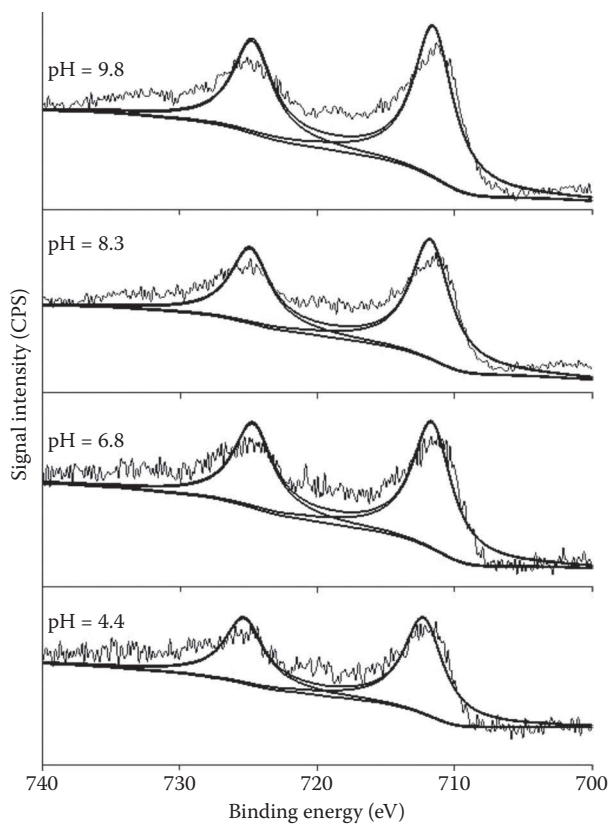 pH = 9.8
pH = 8.3
pH = 6.8
pH = 4.4
Signal intensity (CPS)
740 730 720 710 700
Binding energy (eV)